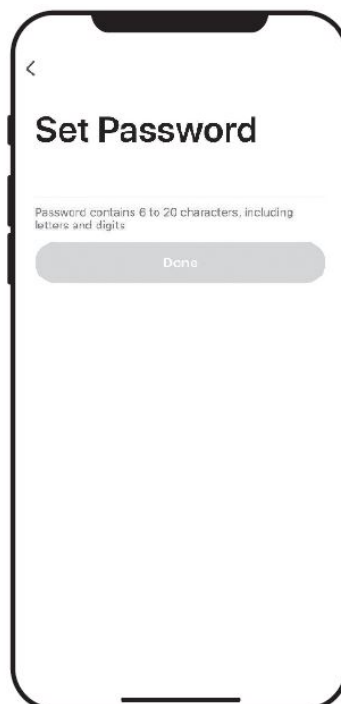 Set Password
Password contains 6 to 20 characters, including
letters and digits
Done